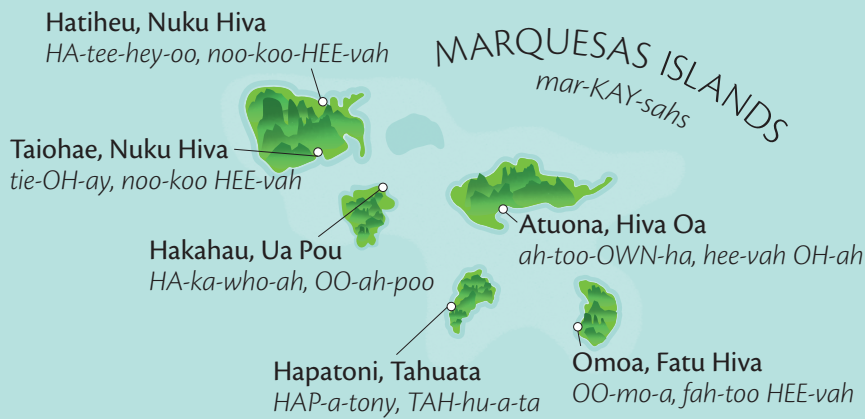 Hatiheu, Nuku Hiva
HA-tee-hey-oo, noo-koo-HEE-vah
MARQUESAS ISLANDS
mar-KAY-sahs
Taiohae, Nuku Hiva
tie-OH-ay, noo-koo HEE-vah
Hakahau, Ua Pou
HA-ka-who-ah, OO-ah-poo
Atuona, Hiva Oa
ah-too-OWN-ha, hee-vah OH-ah
Hapatoni, Tahuata
HAP-a-tony, TAH-hu-a-ta
Omoa, Fatu Hiva
OO-mo-a, fah-too HEE-vah